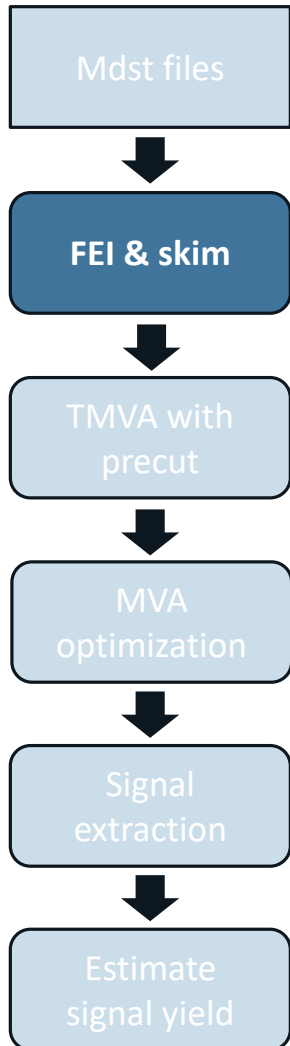 Mdst files
FEI & skim
TMVA with
precut
MVA
optimization
Signal
extraction
Estimate
signal yield